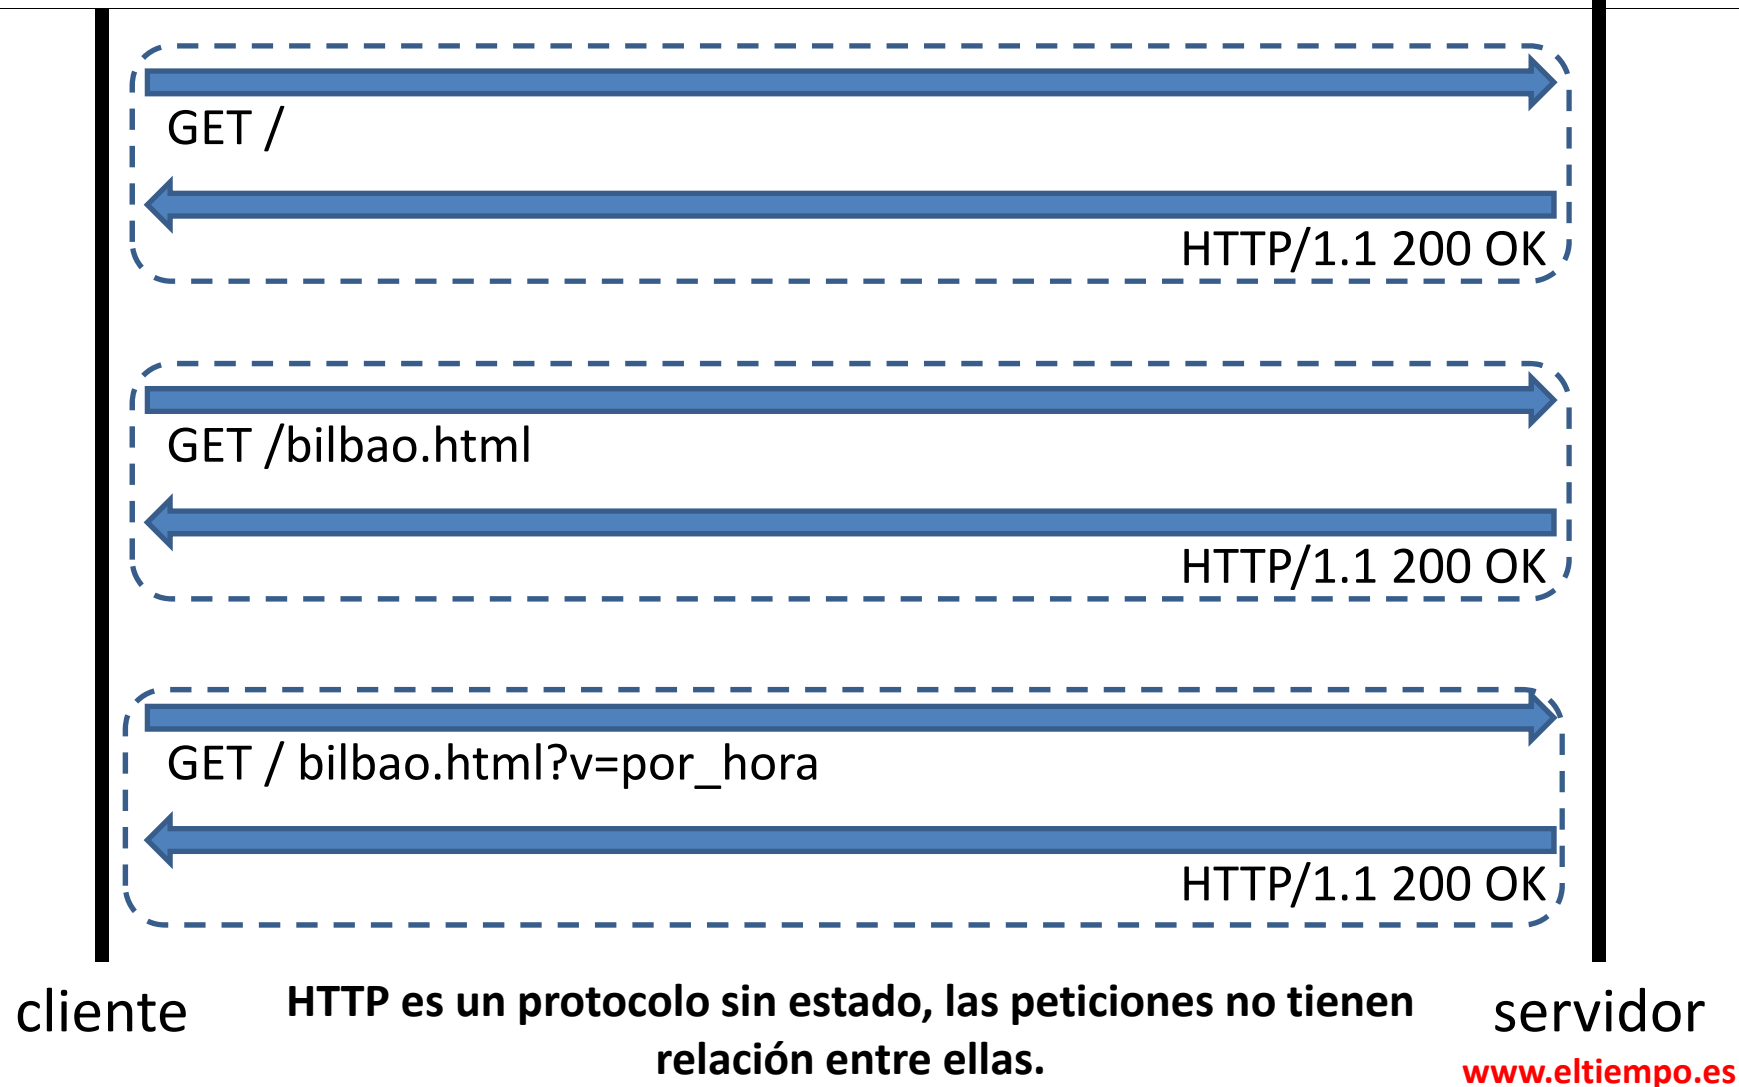 GET /
HTTP/1.1 200 OK
GET /bilbao.html
HTTP/1.1 200 OK
GET / bilbao.html?v=por_hora
HTTP/1.1 200 OK
cliente
HTTP es un protocolo sin estado, las peticiones no tienen
relación entre ellas.
servidor
www.eltiempo.es